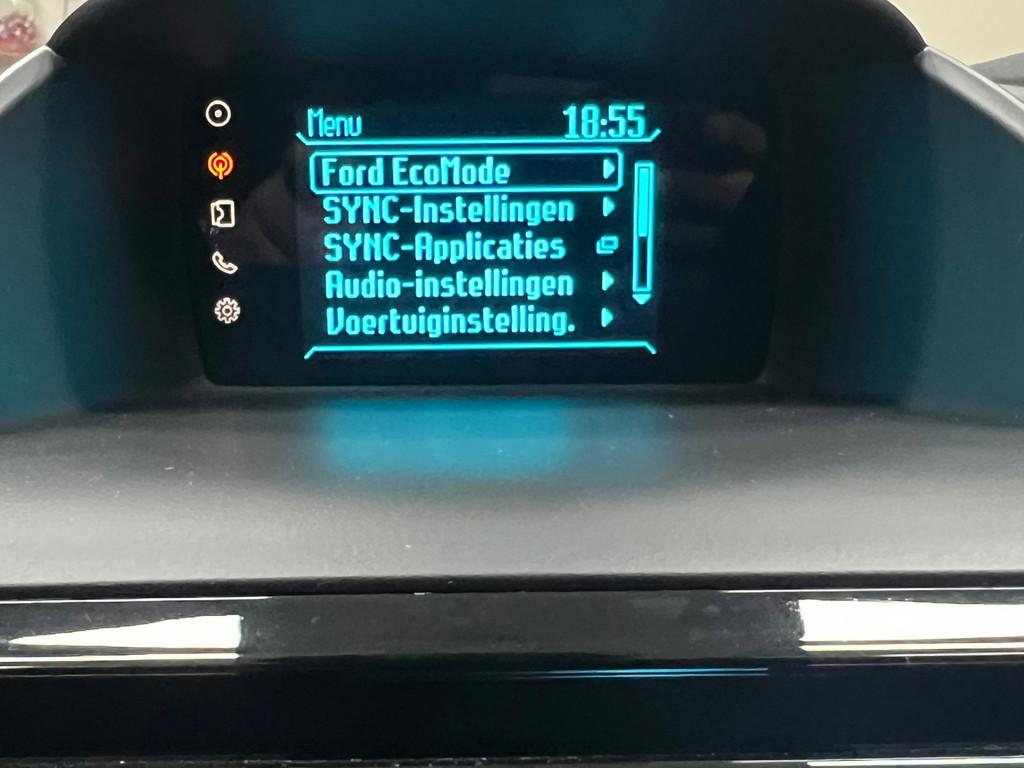 Menu 18:55
Ford EcoMode
SYNC-Instellingen
SYNC-Applicaties
Audio-instellingen
Voertuiginstelling.